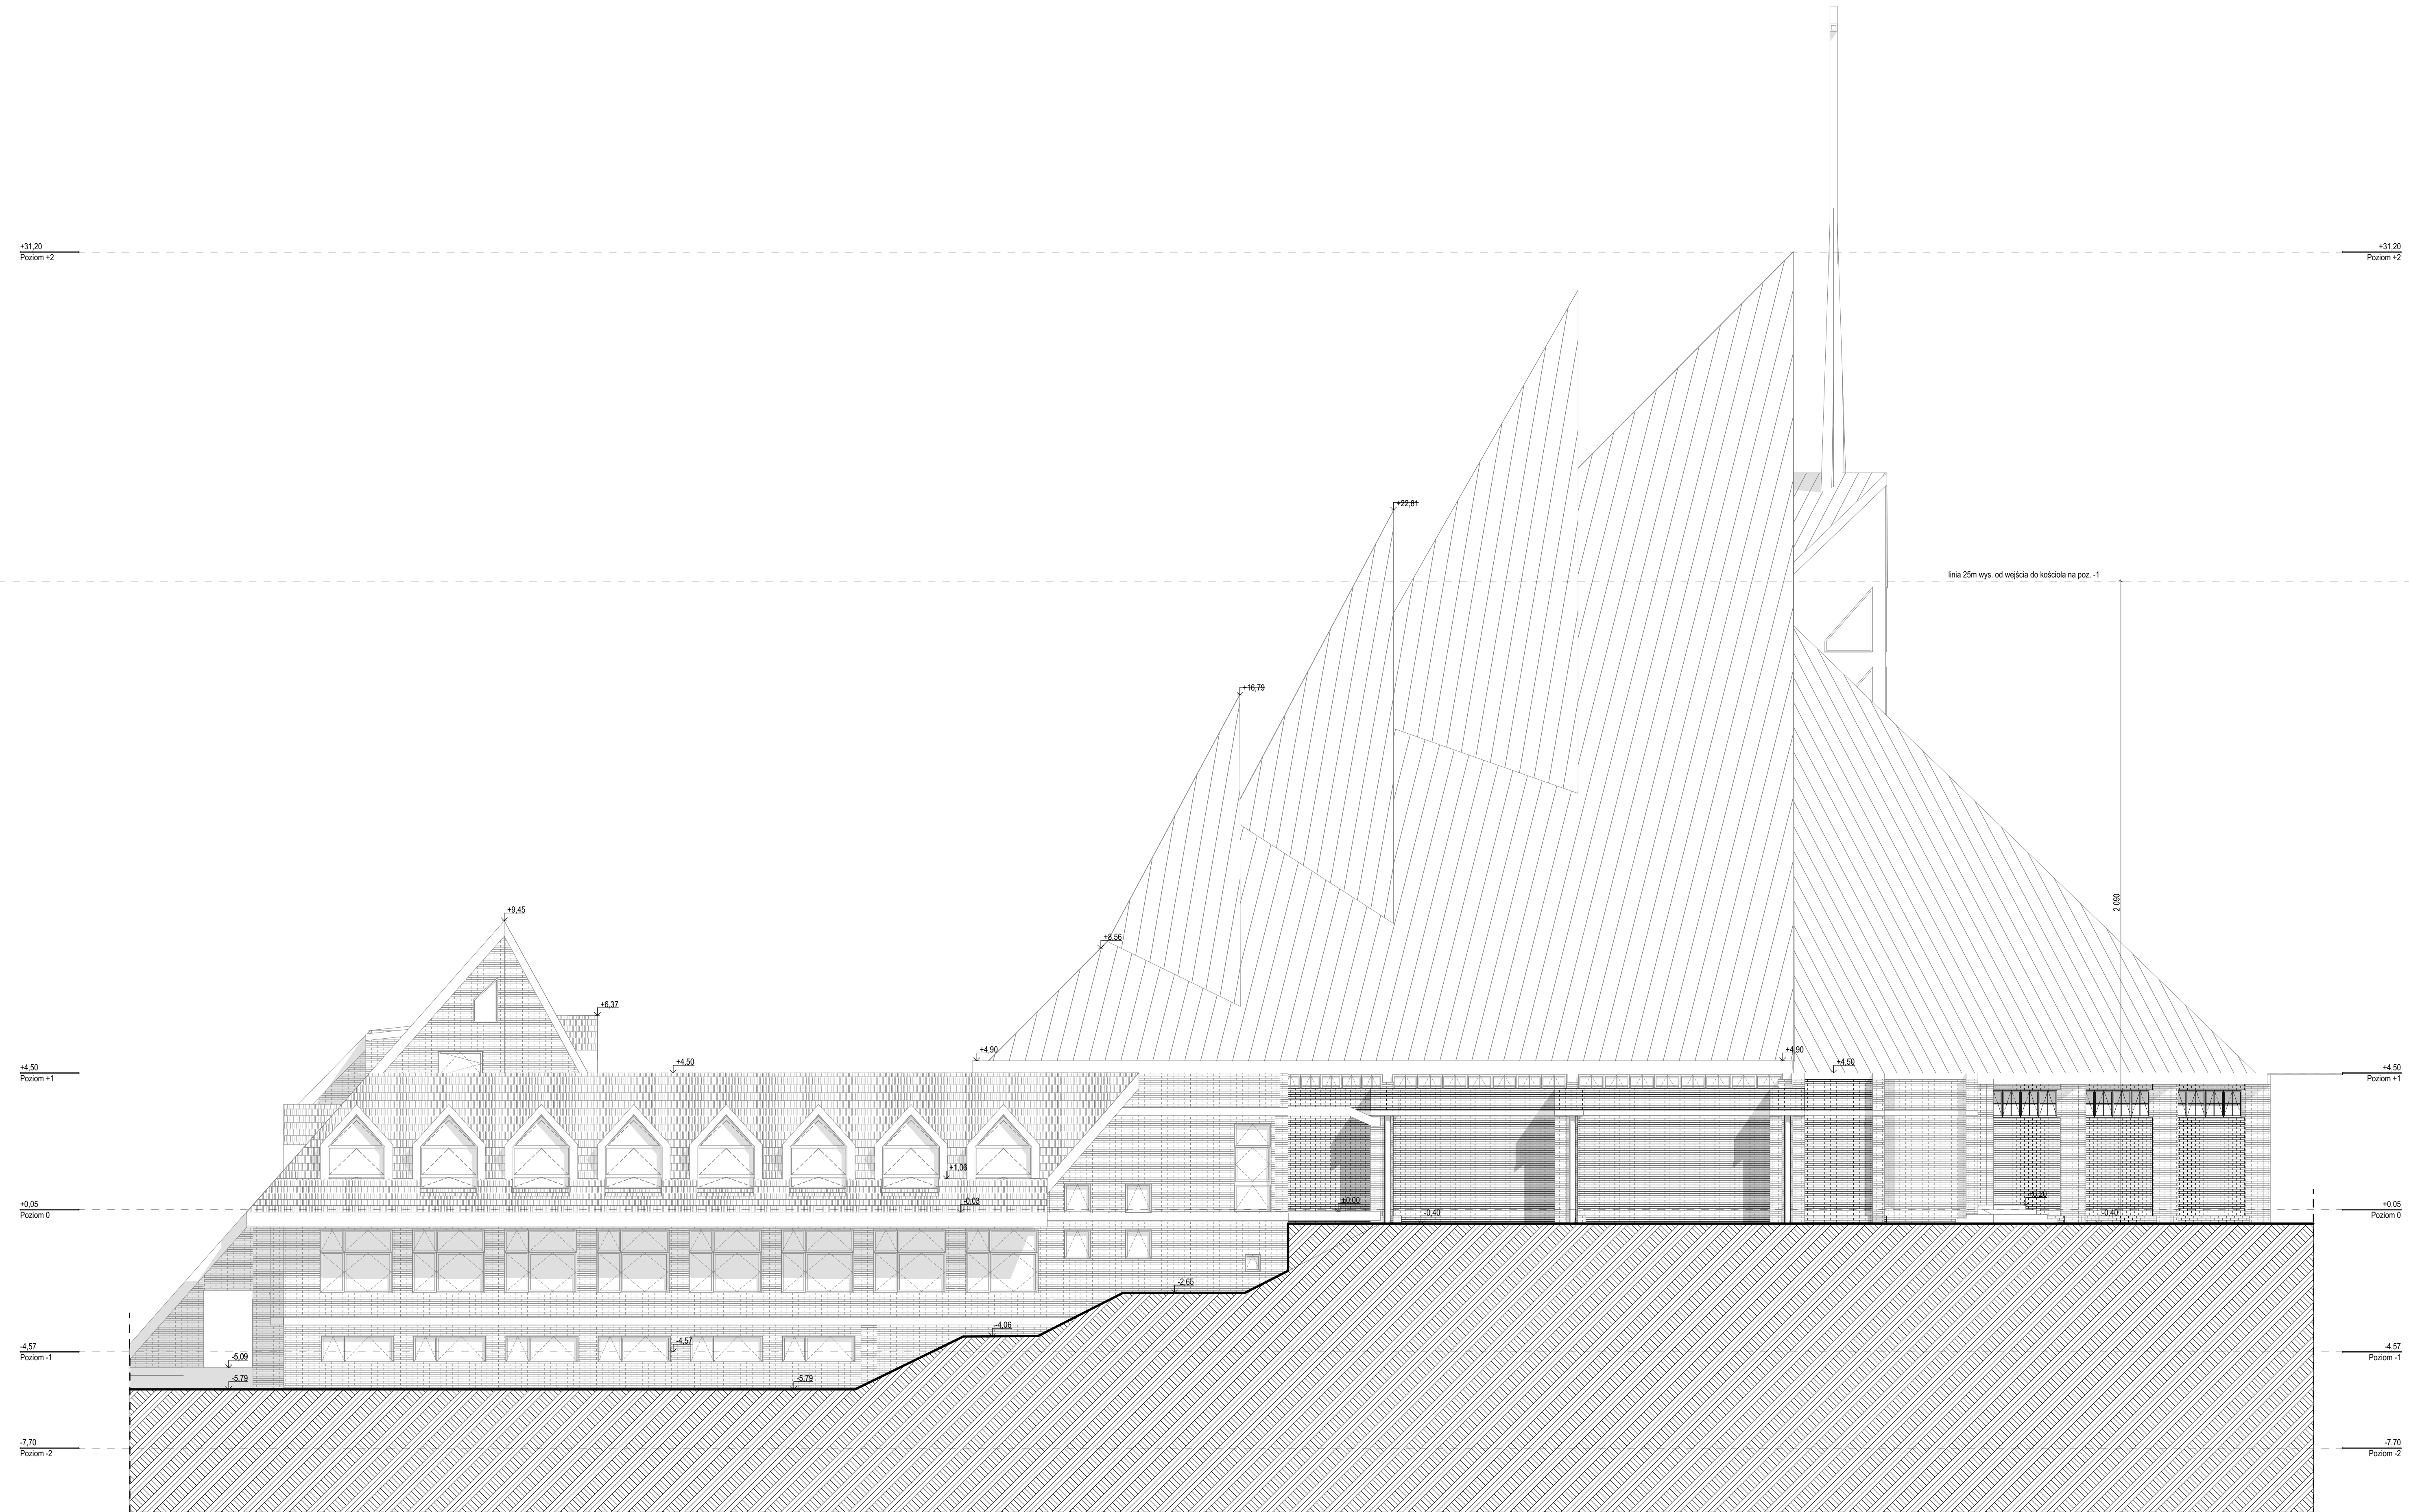 +31,20
Poziom +2
+31,20
Poziom +2
+22,81
linia 25m wys. od wejścia do kościoła na poz. -1
+16,79
2 090
+9,45
+8,56
+6,37
+4,90
+4,90
+4,50
+4,50
+4,50
Poziom +1
+4,50
Poziom +1
+1,06
+0,20
-0,03
+0,00
+0,05
Poziom 0
-0,40
-0,40
+0,05
Poziom 0
-2,65
-4,06
-4,57
-4,57
Poziom -1
-4,57
Poziom -1
-5,09
-5,79
-5,79
-7,70
Poziom -2
-7,70
Poziom -2